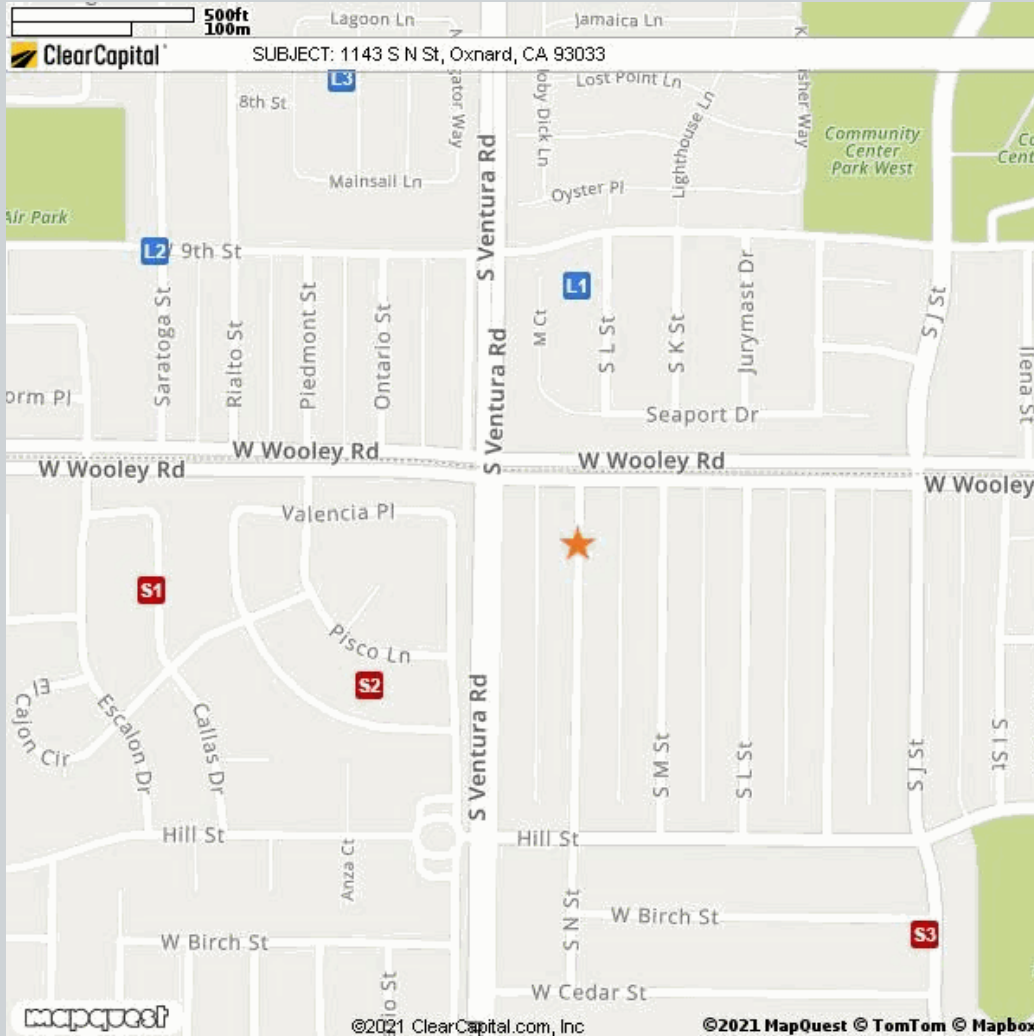 500ft
100m
Lagoon Ln
Jamaica Ln
ClearCapital
SUBJECT: 1143 S N St, Oxnard, CA 93033
L3
8th St
Lost Point Ln
Lighthouse Ln
Community
Center
Park West
Mainsail Ln
Oyster Pl
S Ventura Rd
Air Park
L2
9th St
L1
Saratoga St
Rialto St
Piedmont St
Ontario St
M Ct
S L St
S K St
Jurymast Dr
S J St
S Ventura Rd
Seaport Dr
W Wooley Rd
W Wooley Rd
W Wooley Rd
W Wooley
Valencia Pl
S1
Pisco Ln
S2
El
Cajon Cir
Escalon Dr
Callas Dr
S Ventura Rd
S M St
S L St
S J St
S I St
Hill St
Hill St
Anza Ct
S N St
W Birch St
W Birch St
S3
W Cedar St
mapquest
©2021 ClearCapital.com, Inc
©2021 MapQuest © TomTom © Mapbox